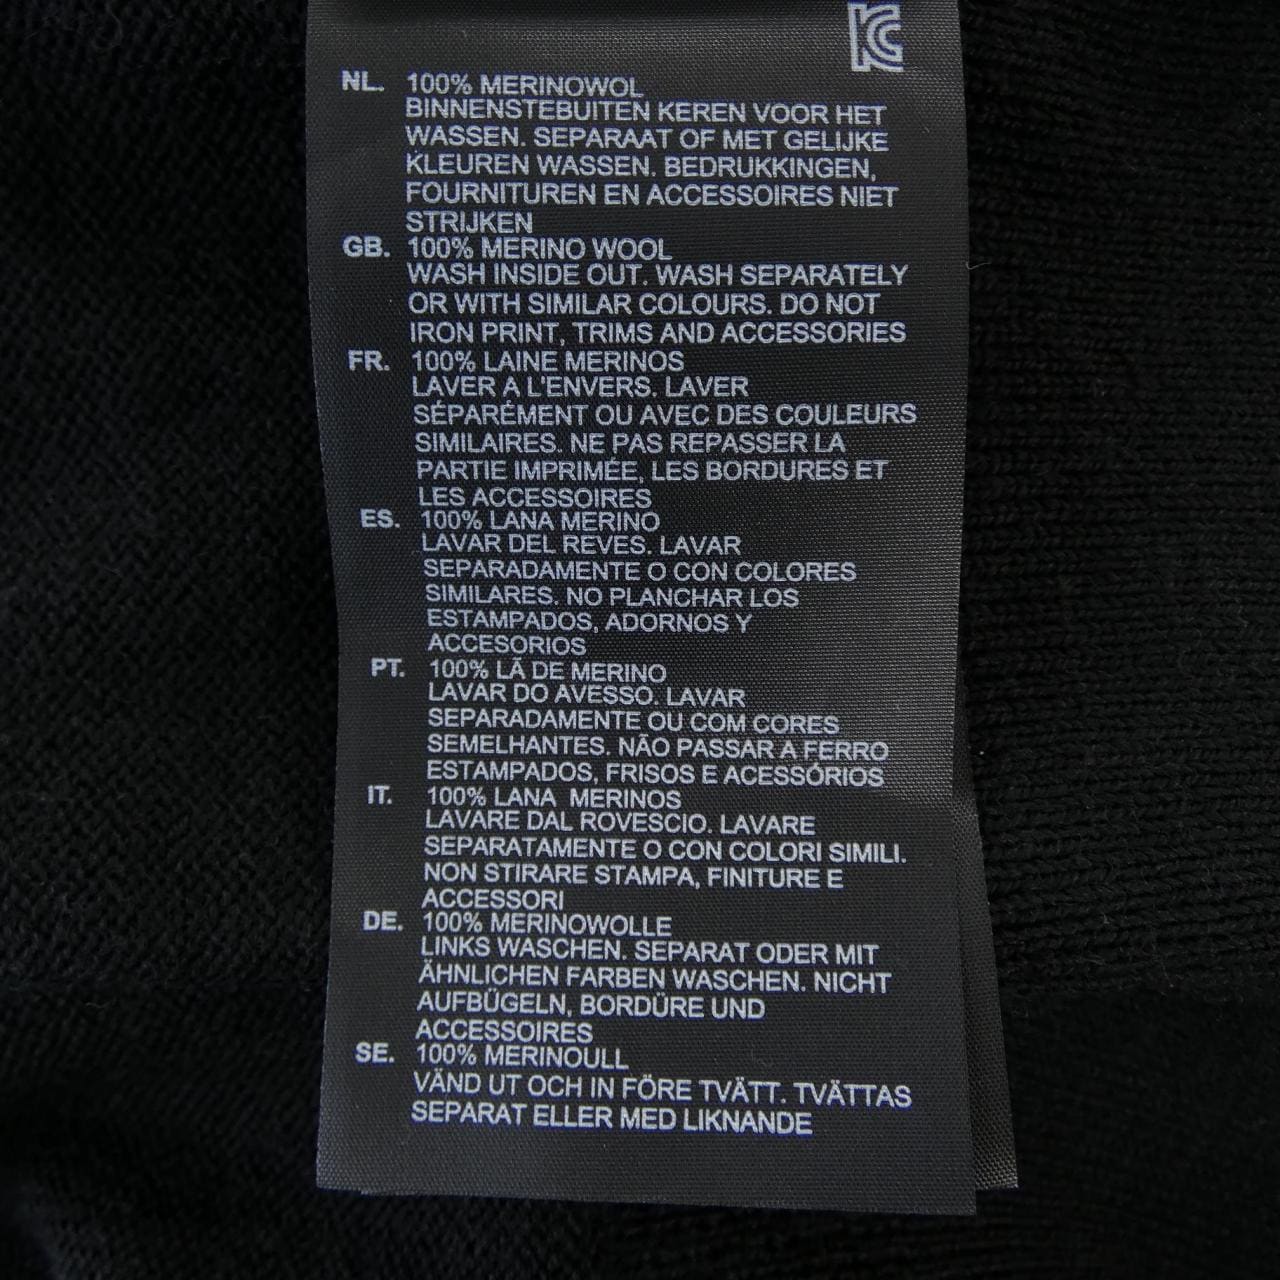 NL. 100% MERINOWOL
BINNENSTEBUITEN KEREN VOOR HET
WASSEN. SEPARAAT OF MET GELIJKE
KLEUREN WASSEN. BEDRUKKINGEN,
FOURNITUREN EN ACCESSOIRES NIET
STRIJKEN
GB. 100% MERINO WOOL
WASH INSIDE OUT. WASH SEPARATELY
OR WITH SIMILAR COLOURS. DO NOT
IRON PRINT, TRIMS AND ACCESSORIES
FR. 100% LAINE MERINOS
LAVER A L'ENVERS. LAVER
SÉPARÉMENT OU AVEC DES COULEURS
SIMILAIRES. NE PAS REPASSER LA
PARTIE IMPRIMÉE, LES BORDURES ET
LES ACCESSOIRES
ES. 100% LANA MERINO
LAVAR DEL REVES. LAVAR
SEPARADAMENTE O CON COLORES
SIMILARES. NO PLANCHAR LOS
ESTAMPADOS, ADORNOS Y
ACCESORIOS
PT. 100% LÃ DE MERINO
LAVAR DO AVESSO. LAVAR
SEPARADAMENTE OU COM CORES
SEMELHANTES. NÃO PASSAR A FERRO
ESTAMPADOS, FRISOS E ACESSÓRIOS
IT. 100% LANA MERINOS
LAVARE DAL ROVESCIO. LAVARE
SEPARATAMENTE O CON COLORI SIMILI.
NON STIRARE STAMPA, FINITURE E
ACCESSORI
DE. 100% MERINOWOLLE
LINKS WASCHEN. SEPARAT ODER MIT
ÄHNLICHEN FARBEN WASCHEN. NICHT
AUFBÜGELN, BORDÜRE UND
ACCESSOIRES
SE. 100% MERINOULL
VÄND UT OCH IN FÖRE TVÄTT. TVÄTTAS
SEPARAT ELLER MED LIKNANDE